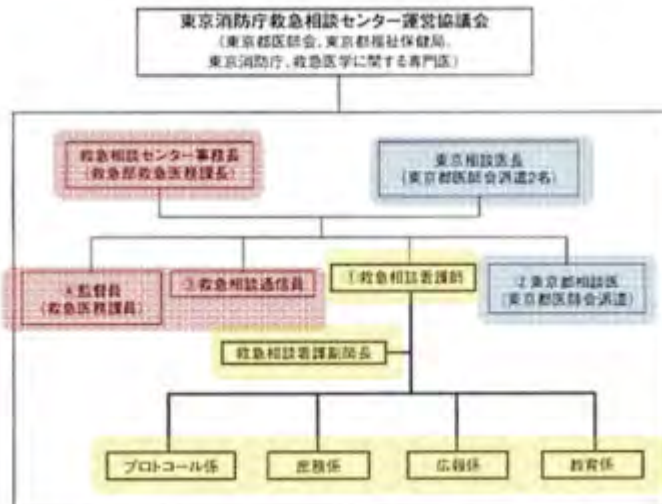 東京消防庁救急相談センター運営協議会
(東京都医師会,東京都福祉保健局,
東京消防庁,救急医学に関する専門医)
救急相談センター事務長
(救急部救急医務課長)
東京相談医長
(東京都医師会派遣2名)
④監督員
(救急医務課員)
③救急相談通信員
①救急相談看護師
②東京都相談医
(東京都医師会派遣)
救急相談看護副師長
プロトコール係
庶務係
広報係
教育係